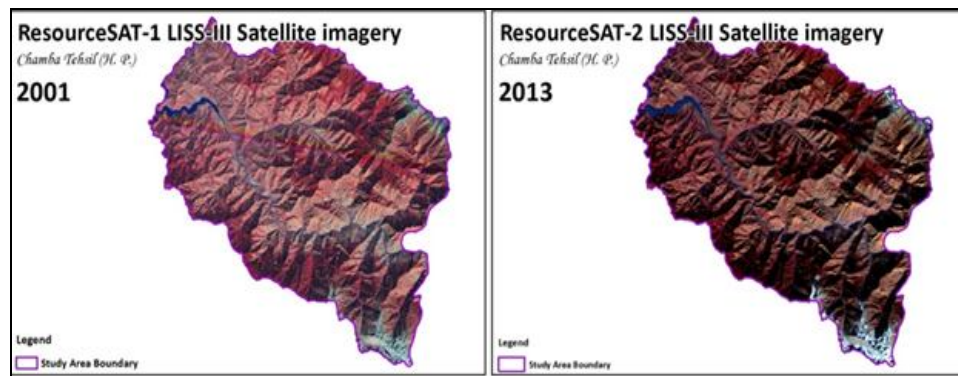 ResourceSAT-1 LISS-III Satellite imagery
Chamba Tehsil (H. P.)
2001
Legend
Study Area Boundary
ResourceSAT-2 LISS-III Satellite imagery
Chamba Tehsil (H. P.)
2013
Legend
Study Area Boundary